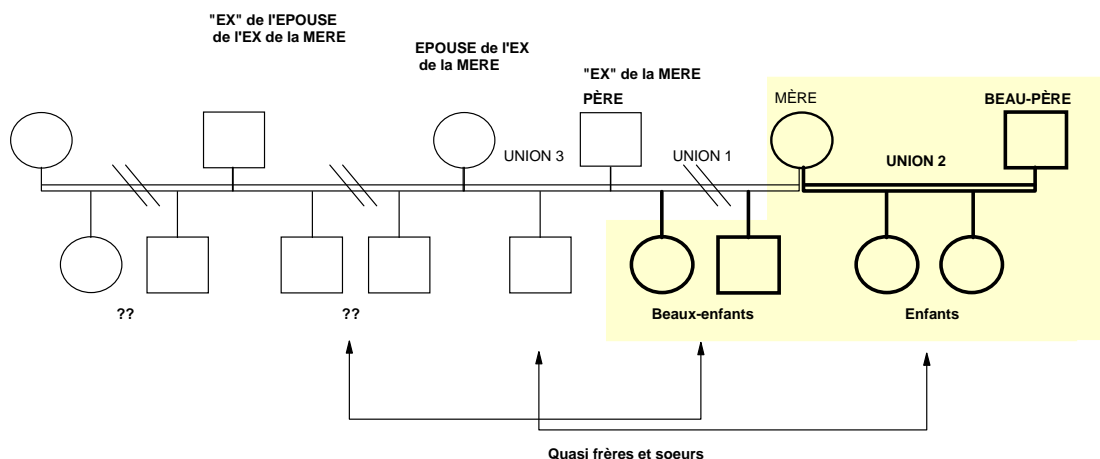 "EX" de l'EPOUSE
de l'EX de la MERE
EPOUSE de l'EX
de la MERE
"EX" de la MERE
PÈRE
MÈRE
BEAU-PÈRE
UNION 3
UNION 1
UNION 2
??
??
Beaux-enfants
Enfants
Quasi frères et soeurs